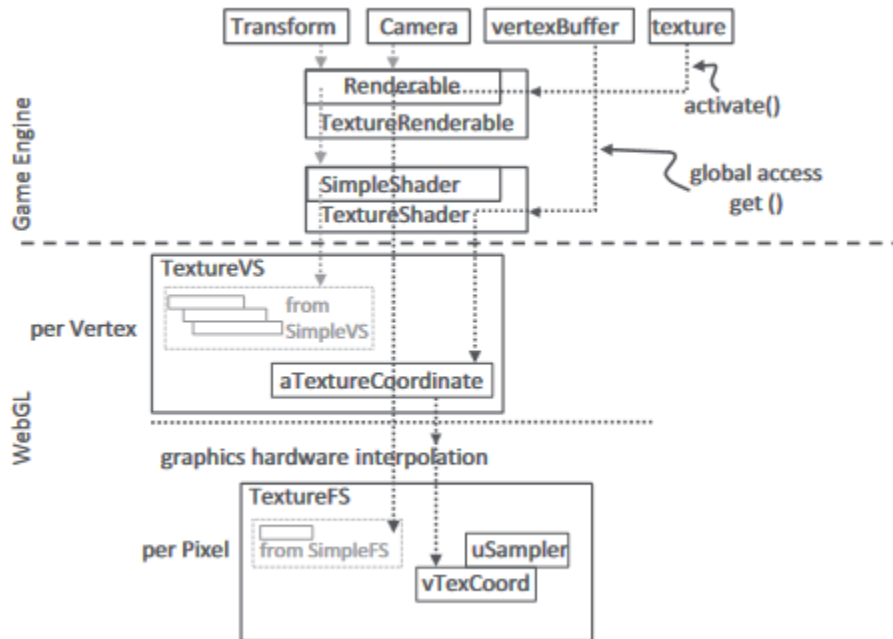 Transform
Camera
vertexBuffer
texture
Renderable
TextureRenderable
activate()
Game Engine
SimpleShader
TextureShader
global access
get ()
TextureVS
from
SimpleVS
per Vertex
aTextureCoordinate
WebGL
graphics hardware interpolation
TextureFS
per Pixel
from SimpleFS
uSampler
vTexCoord